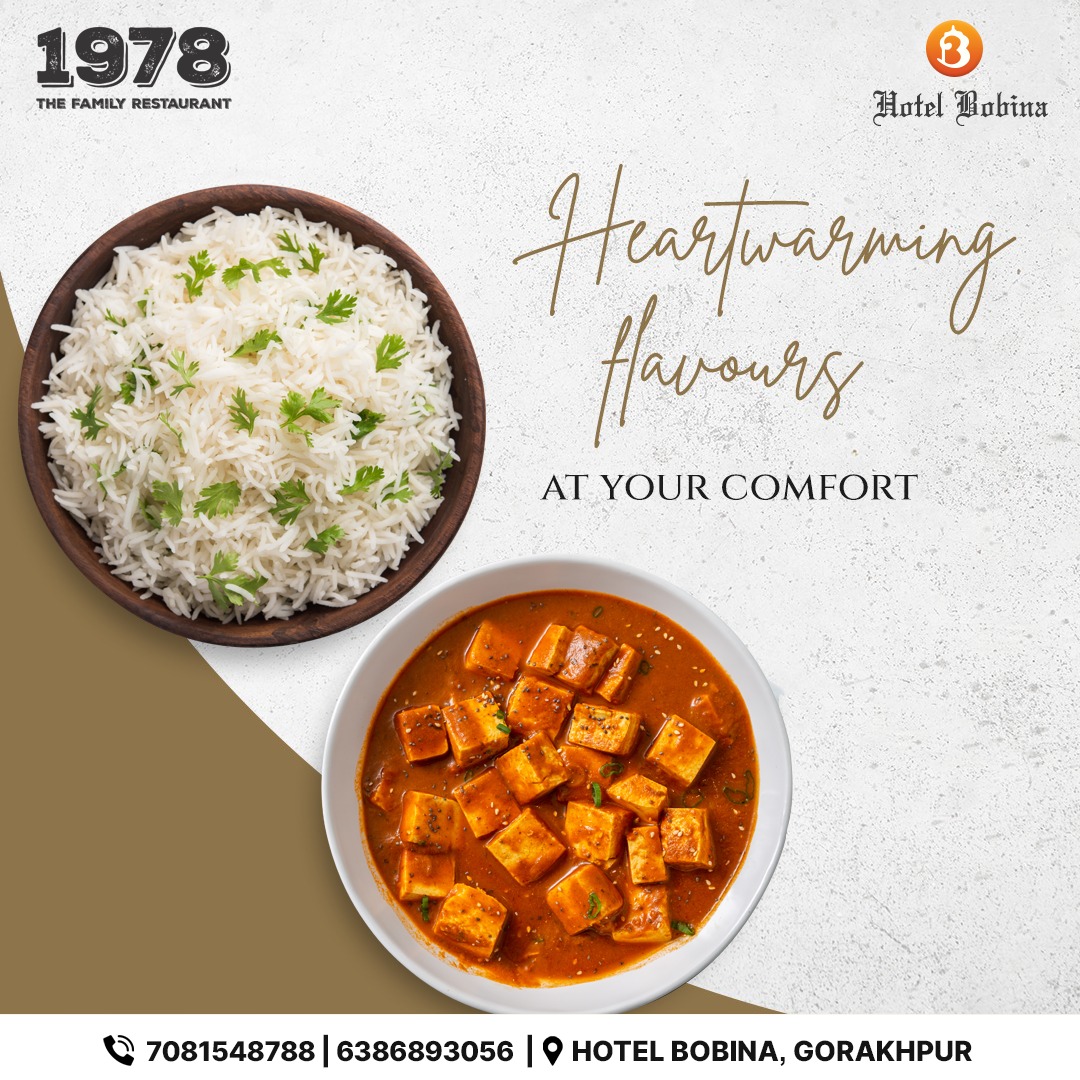 1978
THE FAMILY RESTAURANT
B
Hotel Bobina
Heartwarming
flavours
AT YOUR COMFORT
7081548788 | 6386893056 | HOTEL BOBINA, GORAKHPUR